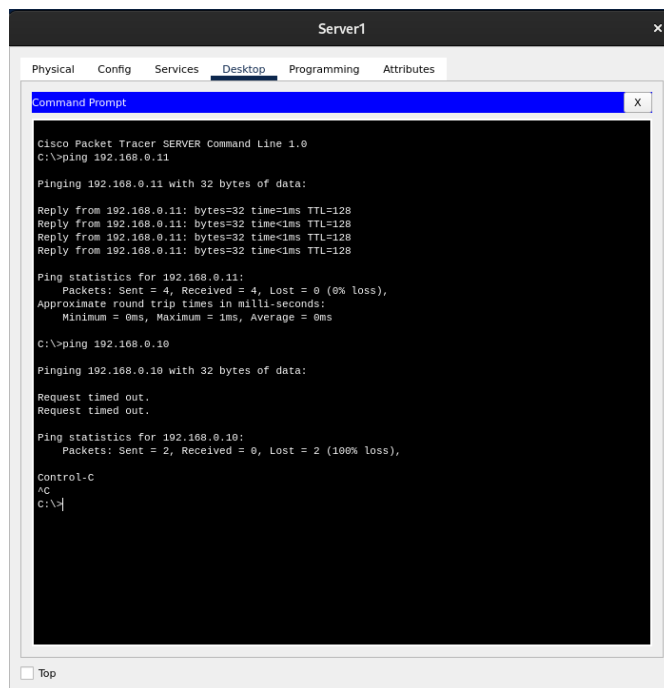 Server1
×
Physical Config Services Desktop Programming Attributes
Command Prompt X
Cisco Packet Tracer SERVER Command Line 1.0
C:\>ping 192.168.0.11
Pinging 192.168.0.11 with 32 bytes of data:
Reply from 192.168.0.11: bytes=32 time=1ms TTL=128
Reply from 192.168.0.11: bytes=32 time<1ms TTL=128
Reply from 192.168.0.11: bytes=32 time<1ms TTL=128
Reply from 192.168.0.11: bytes=32 time<1ms TTL=128
Ping statistics for 192.168.0.11:
Packets: Sent = 4, Received = 4, Lost = 0 (0% loss),
Approximate round trip times in milli-seconds:
Minimum = 0ms, Maximum = 1ms, Average = 0ms
C:\>ping 192.168.0.10
Pinging 192.168.0.10 with 32 bytes of data:
Request timed out.
Request timed out.
Ping statistics for 192.168.0.10:
Packets: Sent = 2, Received = 0, Lost = 2 (100% loss),
Control-C
^C
C:\>
Top